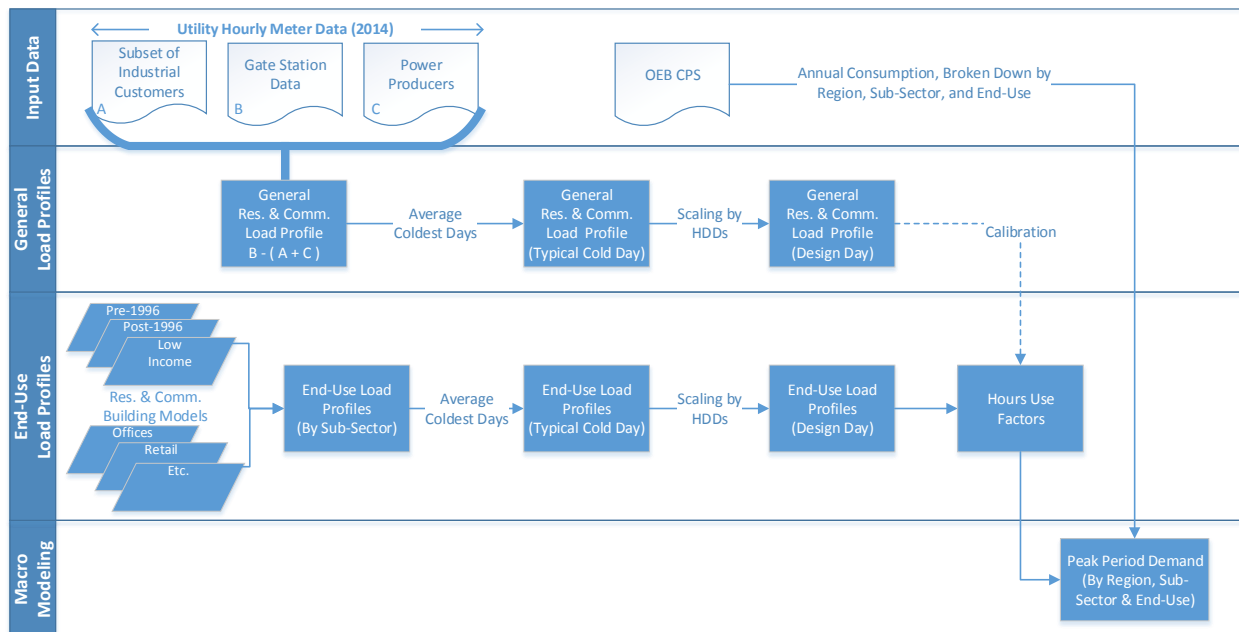 Input Data
Utility Hourly Meter Data (2014)
Subset of
Industrial
Customers
A
Gate Station
Data
B
Power
Producers
C
OEB CPS
Annual Consumption, Broken Down by
Region, Sub-Sector, and End-Use
General
Load Profiles
General
Res. & Comm.
Load Profile
B - ( A + C )
Average
Coldest Days
General
Res. & Comm.
Load Profile
(Typical Cold Day)
Scaling by
HDDs
General
Res. & Comm.
Load Profile
(Design Day)
Calibration
End-Use
Load Profiles
Pre-1996
Post-1996
Low
Income
Res. & Comm.
Building Models
Offices
Retail
Etc.
End-Use Load
Profiles
(By Sub-Sector)
Average
Coldest Days
End-Use Load
Profiles
(Typical Cold Day)
Scaling by
HDDs
End-Use Load
Profiles
(Design Day)
Hours Use
Factors
Macro
Modeling
Peak Period Demand
(By Region, Sub-
Sector & End-Use)